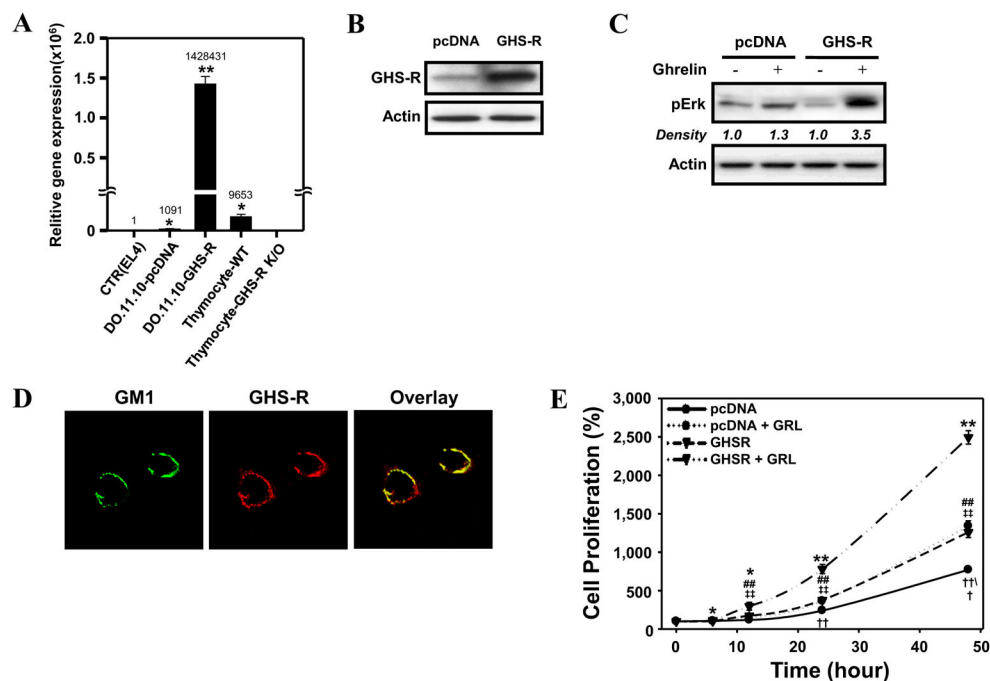 A
Relitive gene expression(x10⁶)
1.5
1.0
0.5
0
1
1091
*
1428431
**
9653
*
CTR(EL4)
DO.11.10-pcDNA
DO.11.10-GHS-R
Thymocyte-WT
Thymocyte-GHS-R K/O
B
pcDNA GHS-R
GHS-R
Actin
C
pcDNA GHS-R
Ghrelin - + - +
pErk
Density 1.0 1.3 1.0 3.5
Actin
D
GM1 GHS-R Overlay
E
Cell Proliferation (%)
3,000
2,500
1,500
1,000
500
0
pcDNA
pcDNA + GRL
GHSR
GHSR + GRL
*
*
##
‡‡
**
##
‡‡
††
**
##
‡‡
††\
†
0 10 20 30 40 50
Time (hour)